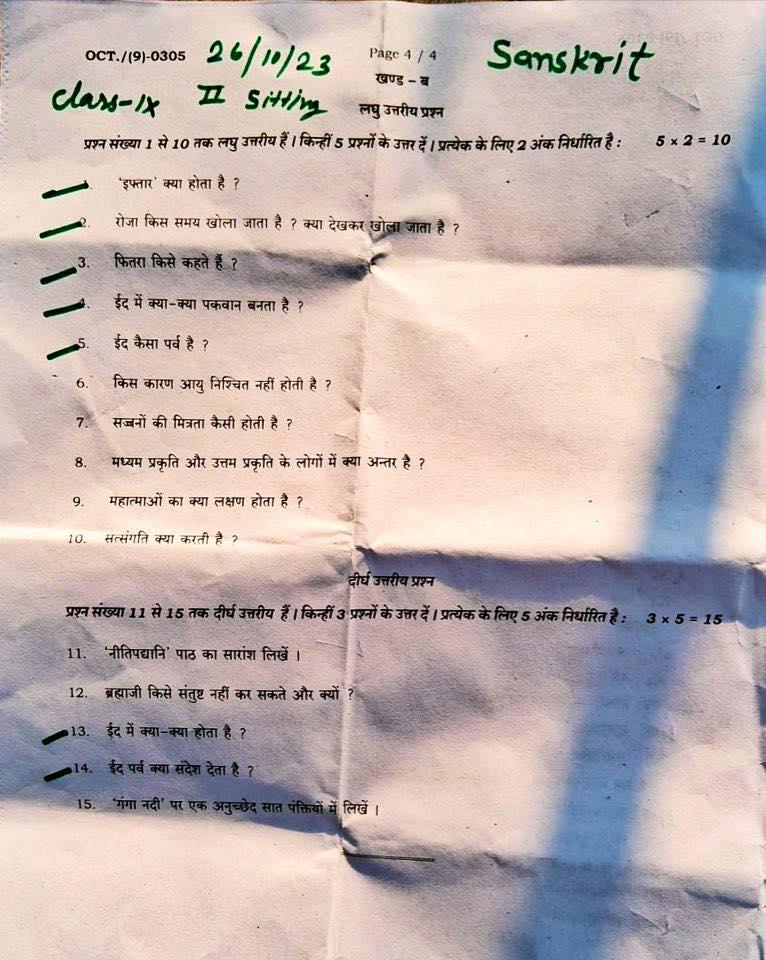 OCT./(9)-0305 26/10/23 Page 4 / 4 Sanskrit
खण्ड – ब
Class-IX II Sitting लघु उत्तरीय प्रश्न
प्रश्न संख्या 1 से 10 तक लघु उत्तरीय हैं । किन्हीं 5 प्रश्नों के उत्तर दें । प्रत्येक के लिए 2 अंक निर्धारित है : 5 × 2 = 10
1. 'इफ्तार' क्या होता है ?
2. रोजा किस समय खोला जाता है ? क्या देखकर खोला जाता है ?
3. फितरा किसे कहते हैं ?
4. ईद में क्या-क्या पकवान बनता है ?
5. ईद कैसा पर्व है ?
6. किस कारण आयु निश्चित नहीं होती है ?
7. सज्जनों की मित्रता कैसी होती है ?
8. मध्यम प्रकृति और उत्तम प्रकृति के लोगों में क्या अन्तर है ?
9. महात्माओं का क्या लक्षण होता है ?
10. सत्संगति क्या करती है ?
दीर्घ उत्तरीय प्रश्न
प्रश्न संख्या 11 से 15 तक दीर्घ उत्तरीय हैं । किन्हीं 3 प्रश्नों के उत्तर दें । प्रत्येक के लिए 5 अंक निर्धारित है : 3 × 5 = 15
11. 'नीतिपद्यानि' पाठ का सारांश लिखें ।
12. ब्रह्माजी किसे संतुष्ट नहीं कर सकते और क्यों ?
13. ईद में क्या-क्या होता है ?
14. ईद पर्व क्या संदेश देता है ?
15. 'गंगा नदी' पर एक अनुच्छेद सात पंक्तियों में लिखें ।